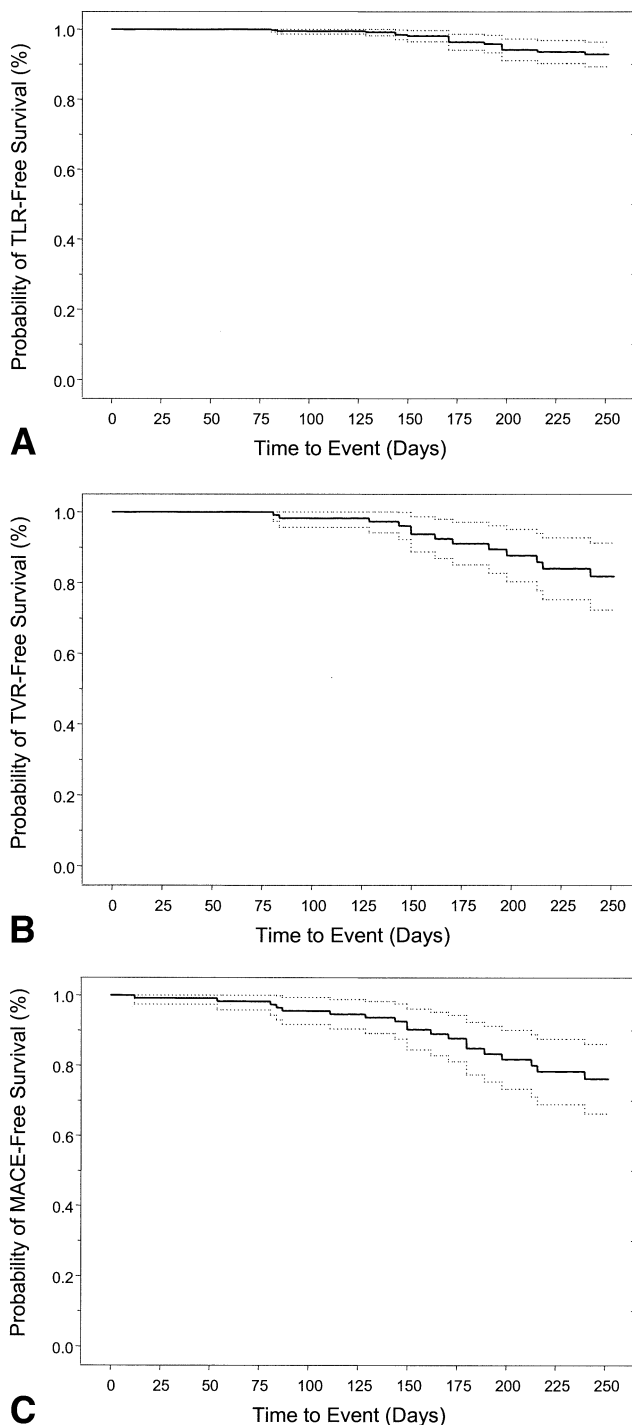 Probability of TLR-Free Survival (%)
1.0
0.8
0.6
0.4
0.2
0.0
0 25 50 75 100 125 150 175 200 225 250
Time to Event (Days)
A
Probability of TVR-Free Survival (%)
1.0
0.8
0.6
0.4
0.2
0.0
0 25 50 75 100 125 150 175 200 225 250
Time to Event (Days)
B
Probability of MACE-Free Survival (%)
1.0
0.8
0.6
0.4
0.2
0.0
0 25 50 75 100 125 150 175 200 225 250
Time to Event (Days)
C